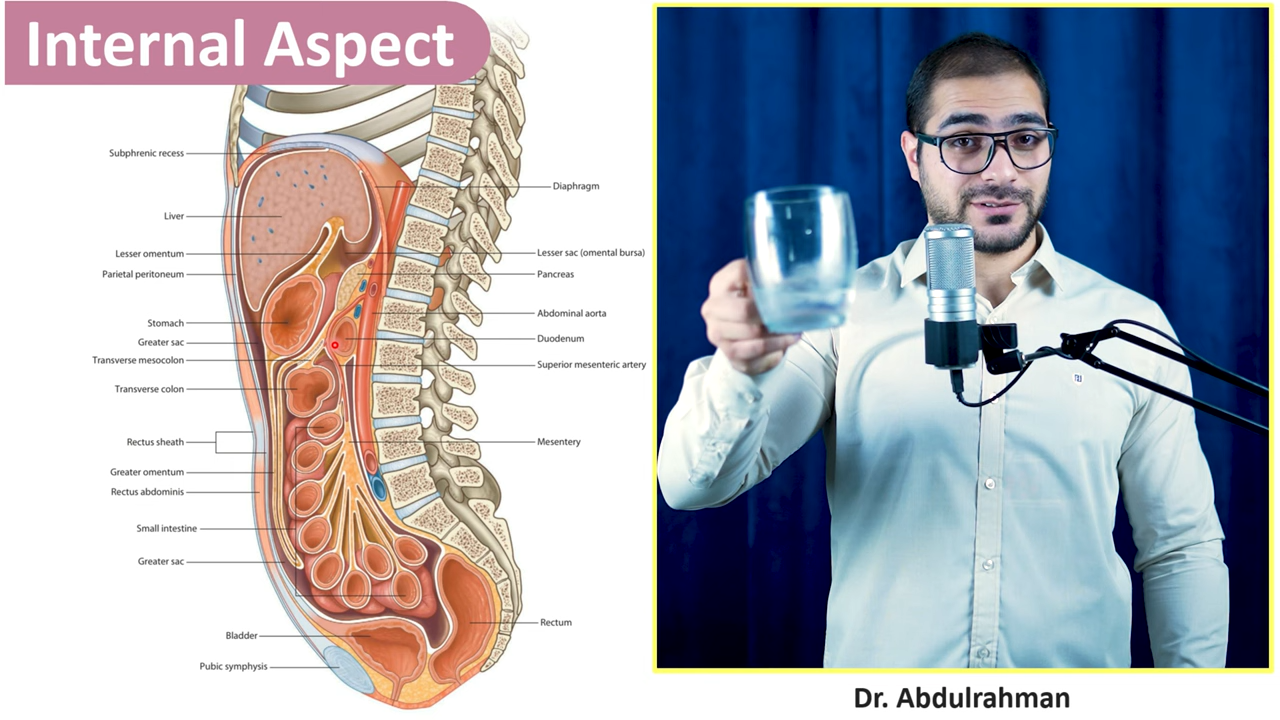 Internal Aspect
Subphrenic recess
Liver
Lesser omentum
Parietal peritoneum
Stomach
Greater sac
Transverse mesocolon
Transverse colon
Rectus sheath
Greater omentum
Rectus abdominis
Small intestine
Greater sac
Bladder
Pubic symphysis
Diaphragm
Lesser sac (omental bursa)
Pancreas
Abdominal aorta
Duodenum
Superior mesenteric artery
Mesentery
Rectum
Dr. Abdulrahman